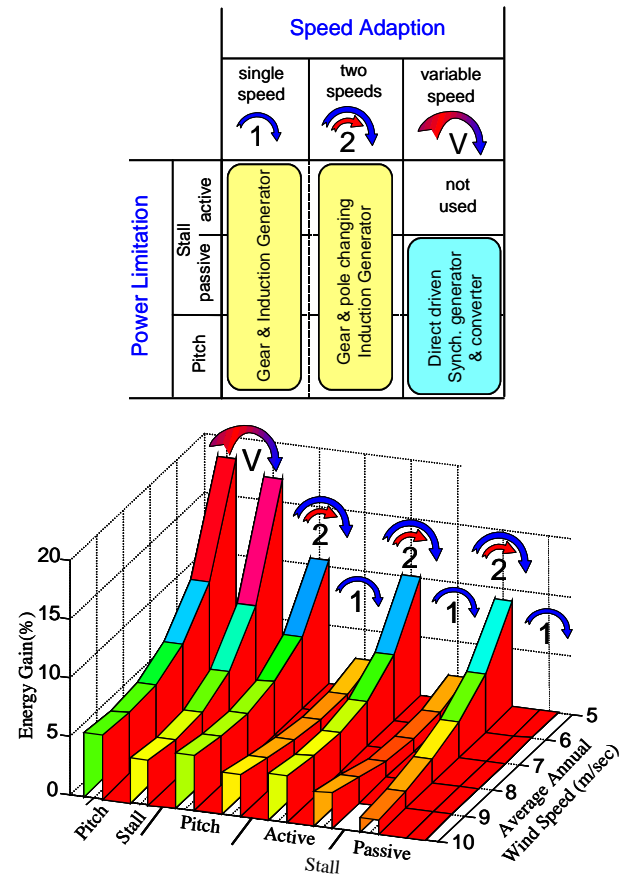 Speed Adaption
single
speed
two
speeds
variable
speed
1
2
V
Power Limitation
Stall
active
passive
Pitch
Gear & Induction Generator
Gear & pole changing
Induction Generator
not
used
Direct driven
Synch. generator
& converter
V
2
1
2
1
2
1
Energy Gain(%)
20
15
10
5
0
Pitch
Stall
Pitch
Active
Passive
Stall
5
6
7
8
9
10
Average Annual
Wind Speed (m/sec)